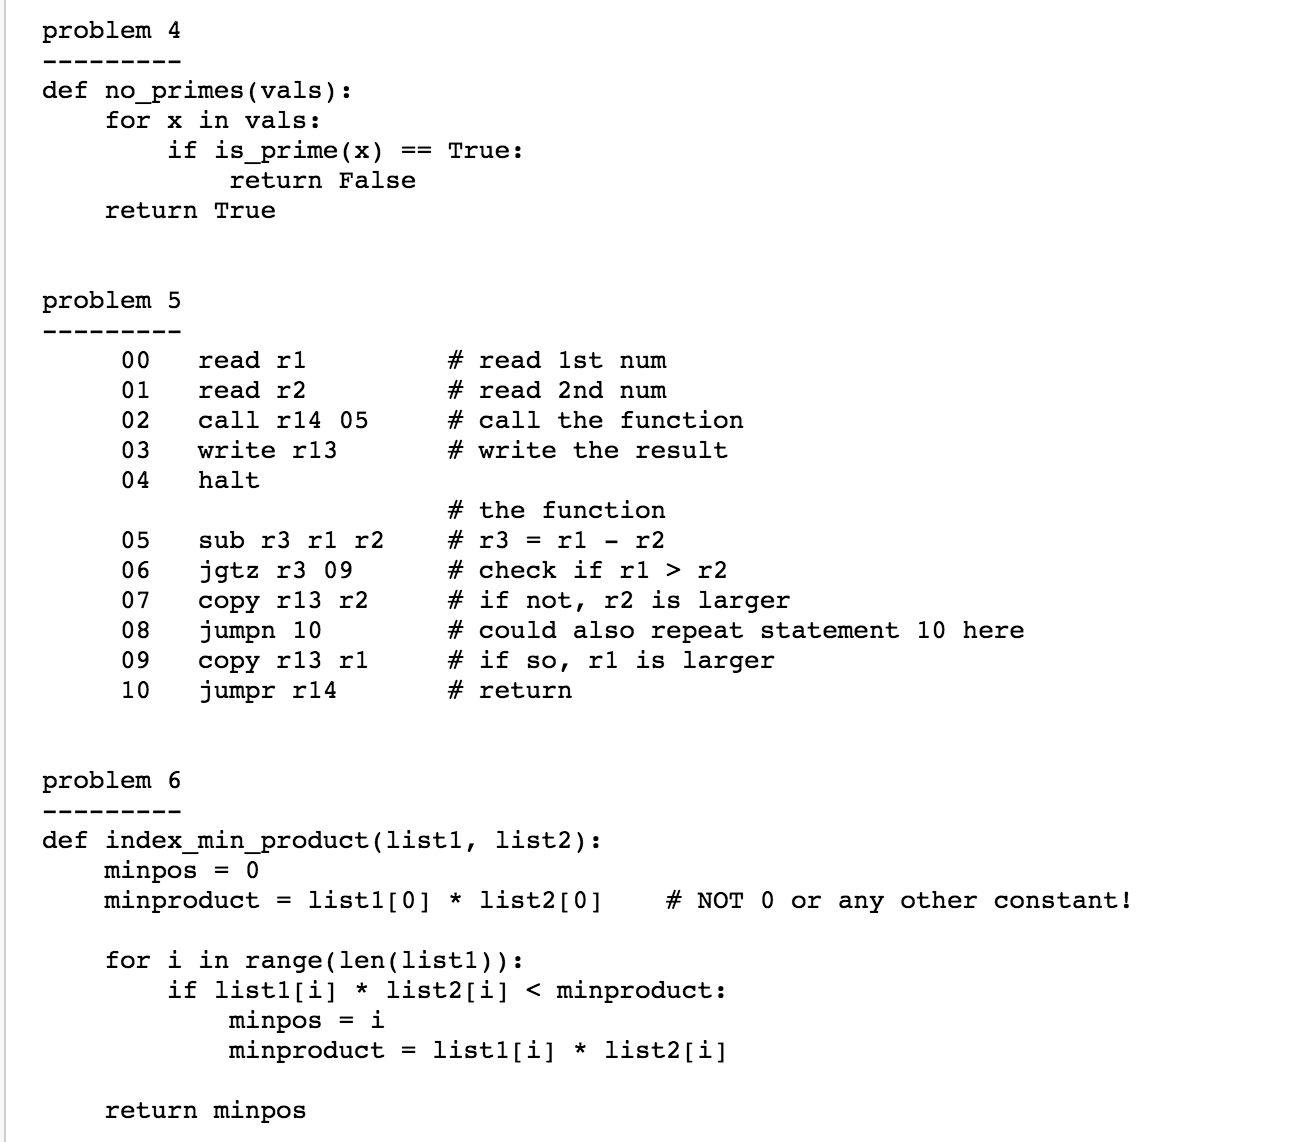 problem 4
---------
def no_primes(vals):
    for x in vals:
        if is_prime(x) == True:
            return False
    return True
problem 5
---------
     00   read r1         # read 1st num
     01   read r2         # read 2nd num
     02   call r14 05     # call the function
     03   write r13       # write the result
     04   halt
                          # the function
     05   sub r3 r1 r2    # r3 = r1 - r2
     06   jgtz r3 09      # check if r1 > r2
     07   copy r13 r2     # if not, r2 is larger
     08   jumpn 10        # could also repeat statement 10 here
     09   copy r13 r1     # if so, r1 is larger
     10   jumpr r14       # return
problem 6
---------
def index_min_product(list1, list2):
    minpos = 0
    minproduct = list1[0] * list2[0]    # NOT 0 or any other constant!
    for i in range(len(list1)):
        if list1[i] * list2[i] < minproduct:
            minpos = i
            minproduct = list1[i] * list2[i]
    return minpos